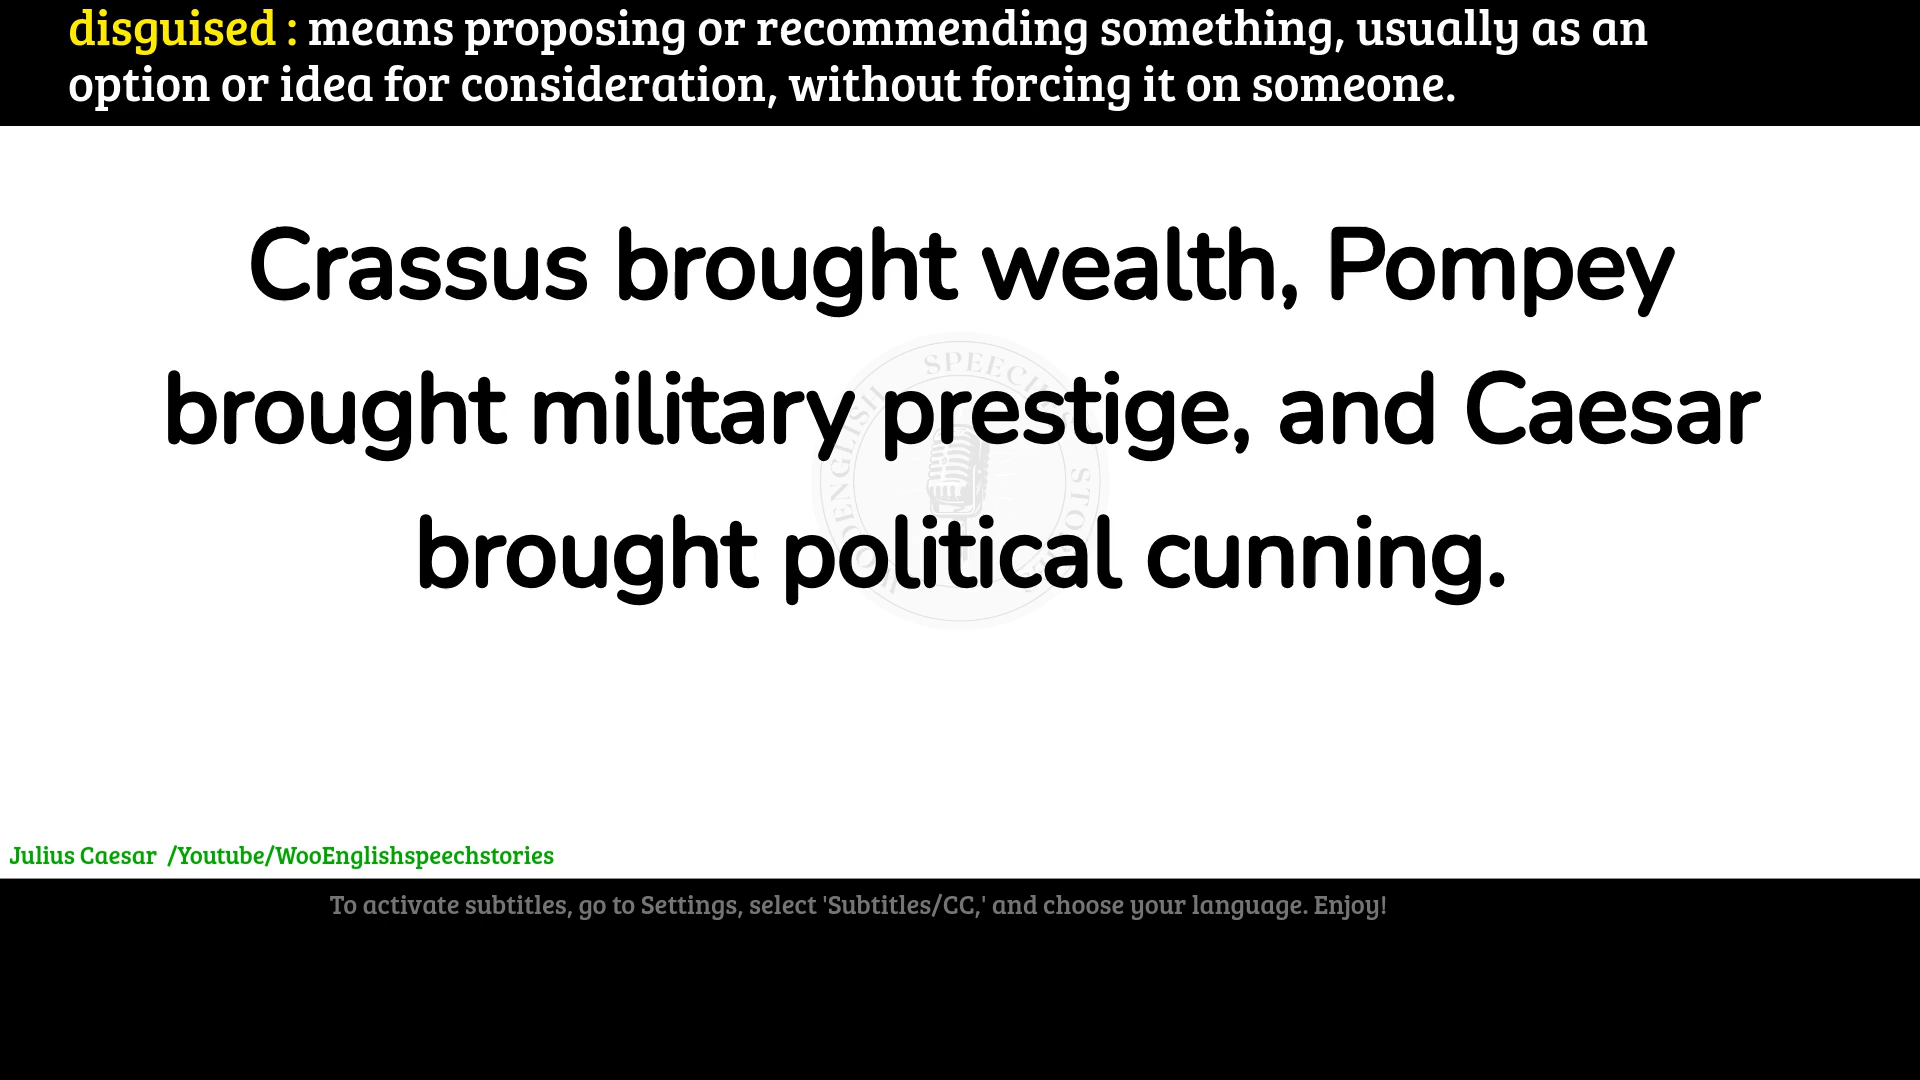 disguised : means proposing or recommending something, usually as an
option or idea for consideration, without forcing it on someone.
Crassus brought wealth, Pompey
brought military prestige, and Caesar
brought political cunning.
Julius Caesar /Youtube/WooEnglishspeechstories
To activate subtitles, go to Settings, select 'Subtitles/CC,' and choose your language. Enjoy!